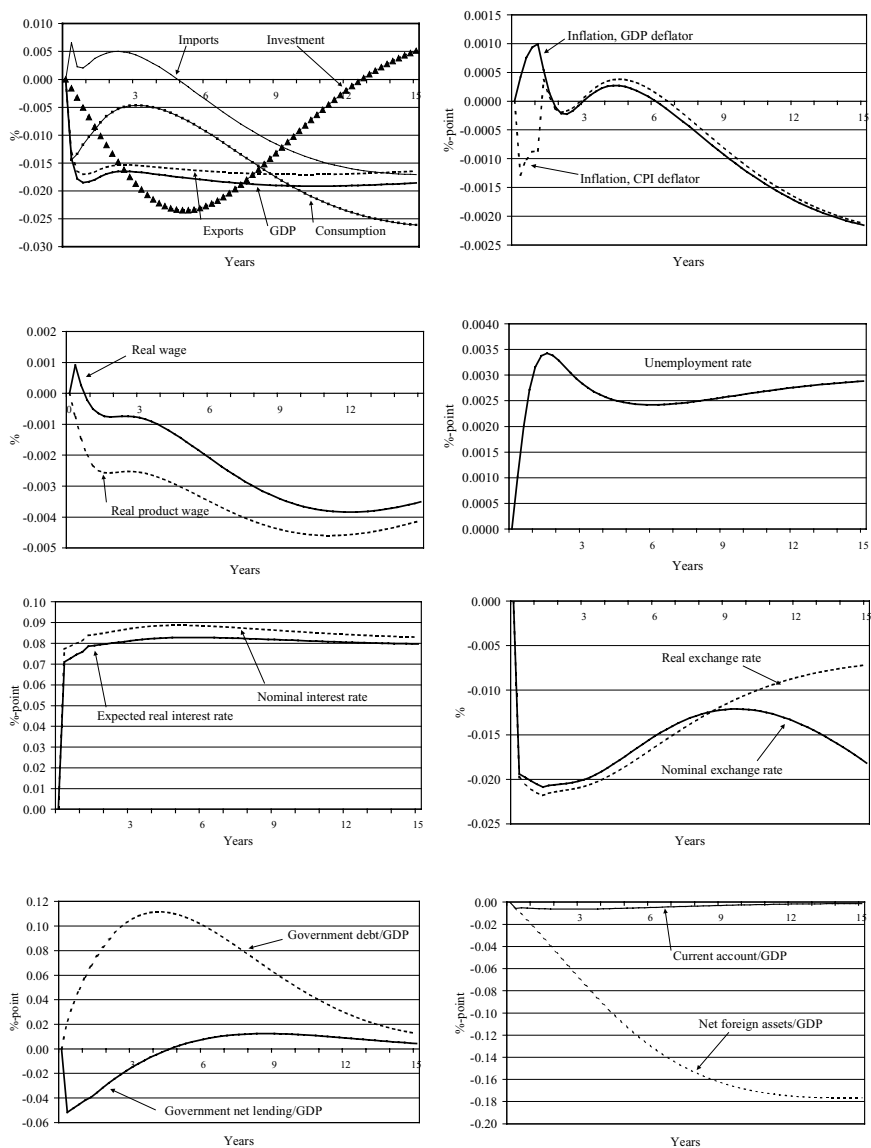 0.010
0.005
0.000
-0.005
-0.010
-0.015
-0.020
-0.025
-0.030
%
3 6 9 12 15
Imports
Investment
Exports
GDP
Consumption
Years
0.0015
0.0010
0.0005
0.0000
-0.0005
-0.0010
-0.0015
-0.0020
-0.0025
%-point
3 6 9 12 15
Inflation, GDP deflator
Inflation, CPI deflator
Years
0.002
0.001
0.000
-0.001
-0.002
-0.003
-0.004
-0.005
%
0 3 6 9 12 15
Real wage
Real product wage
Years
0.0040
0.0035
0.0030
0.0025
0.0020
0.0015
0.0010
0.0005
0.0000
%-point
3 6 9 12 15
Unemployment rate
Years
0.10
0.09
0.08
0.07
0.06
0.05
0.04
0.03
0.02
0.01
0.00
%-point
3 6 9 12 15
Nominal interest rate
Expected real interest rate
Years
0.000
-0.005
-0.010
-0.015
-0.020
-0.025
%
3 6 9 12 15
Real exchange rate
Nominal exchange rate
Years
0.12
0.10
0.08
0.06
0.04
0.02
0.00
-0.02
-0.04
-0.06
%-point
3 6 9 12 15
Government debt/GDP
Government net lending/GDP
Years
0.00
-0.02
-0.04
-0.06
-0.08
-0.10
-0.12
-0.14
-0.16
-0.18
-0.20
%-point
3 6 9 12 15
Current account/GDP
Net foreign assets/GDP
Years